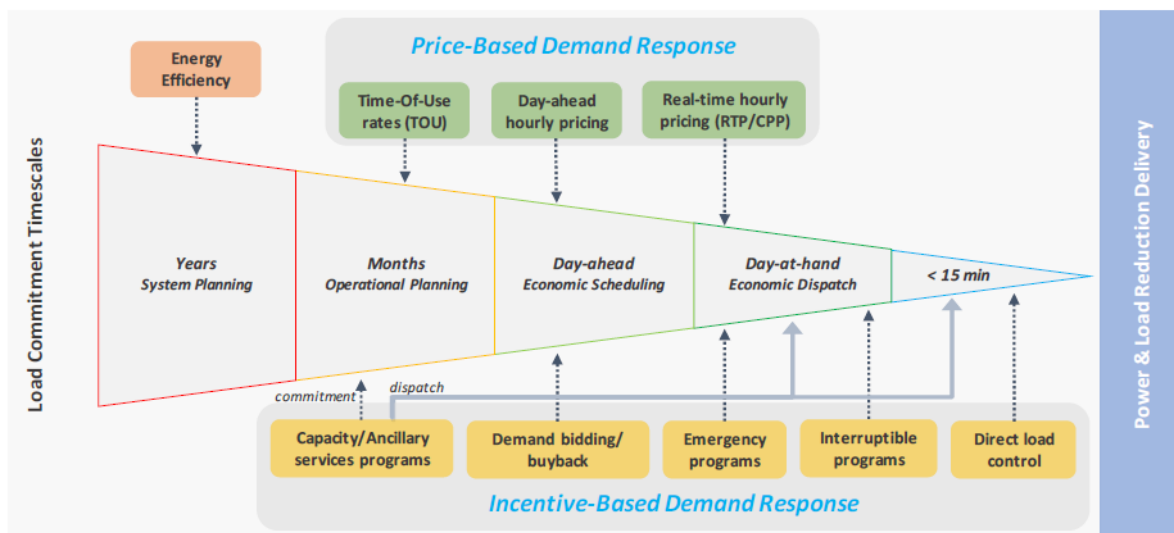 Price-Based Demand Response
Energy
Efficiency
Time-Of-Use
rates (TOU)
Day-ahead
hourly pricing
Real-time hourly
pricing (RTP/CPP)
Load Commitment Timescales
Years
System Planning
Months
Operational Planning
Day-ahead
Economic Scheduling
Day-at-hand
Economic Dispatch
< 15 min
commitment
dispatch
Capacity/Ancillary
services programs
Demand bidding/
buyback
Emergency
programs
Interruptible
programs
Direct load
control
Incentive-Based Demand Response
Power & Load Reduction Delivery